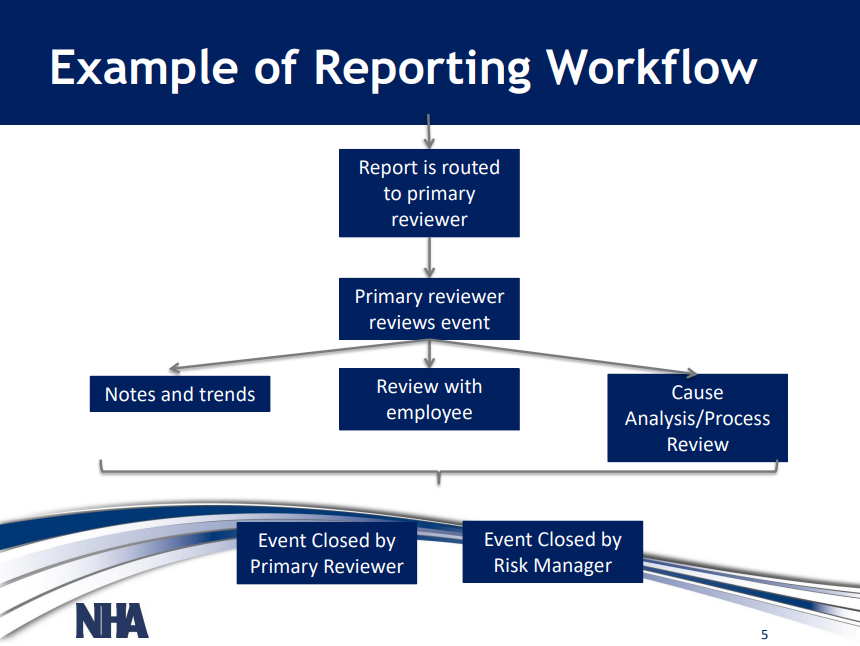 Example of Reporting Workflow
Report is routed
to primary
reviewer
Primary reviewer
reviews event
Notes and trends
Review with
employee
Cause
Analysis/Process
Review
Event Closed by
Primary Reviewer
Event Closed by
Risk Manager
NHA
5